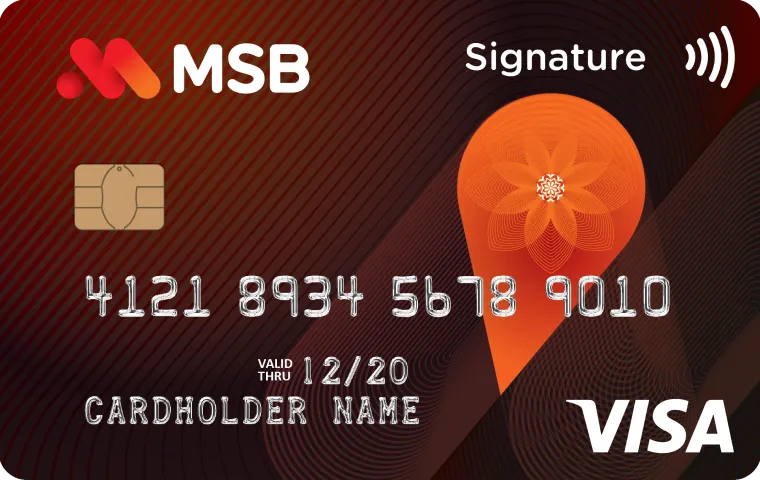 MSB
Signature
4121 8934 5678 9010
VALID THRU 12/20
CARDHOLDER NAME
VISA